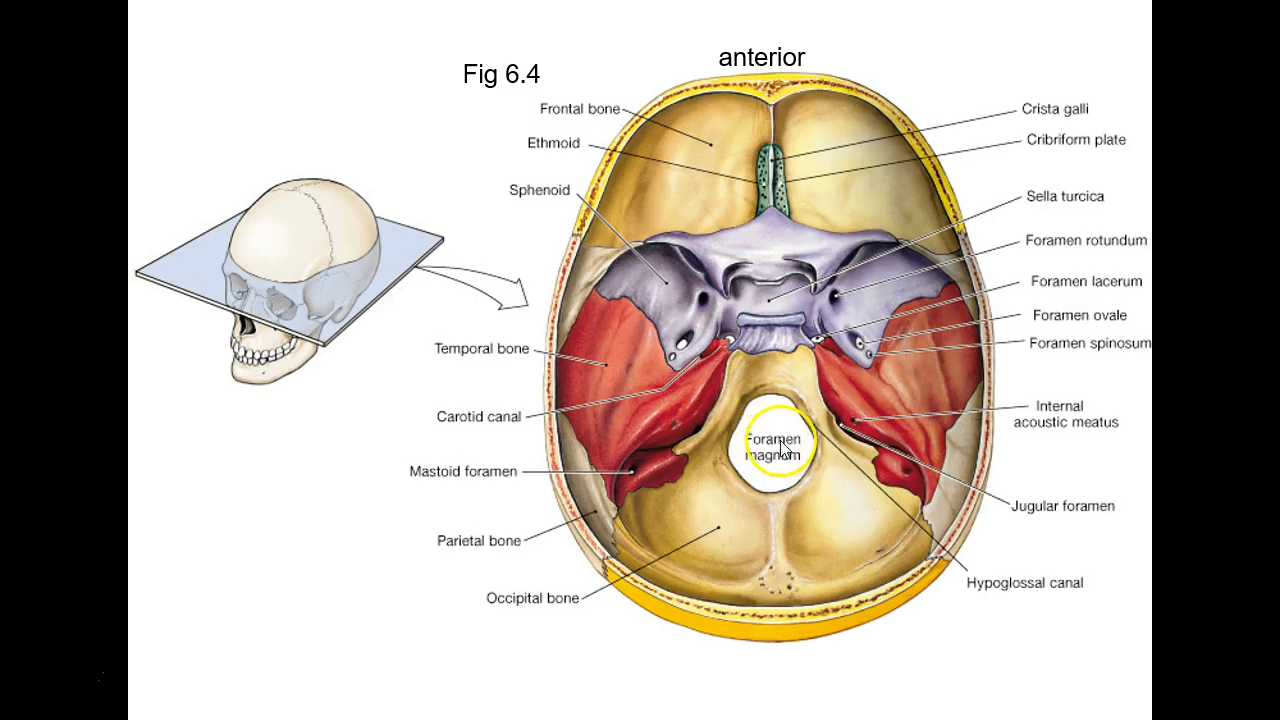 anterior
Fig 6.4
Frontal bone
Ethmoid
Sphenoid
Temporal bone
Carotid canal
Mastoid foramen
Parietal bone
Occipital bone
Crista galli
Cribriform plate
Sella turcica
Foramen rotundum
Foramen lacerum
Foramen ovale
Foramen spinosum
Internal
acoustic meatus
Jugular foramen
Hypoglossal canal
Foramen
magnum